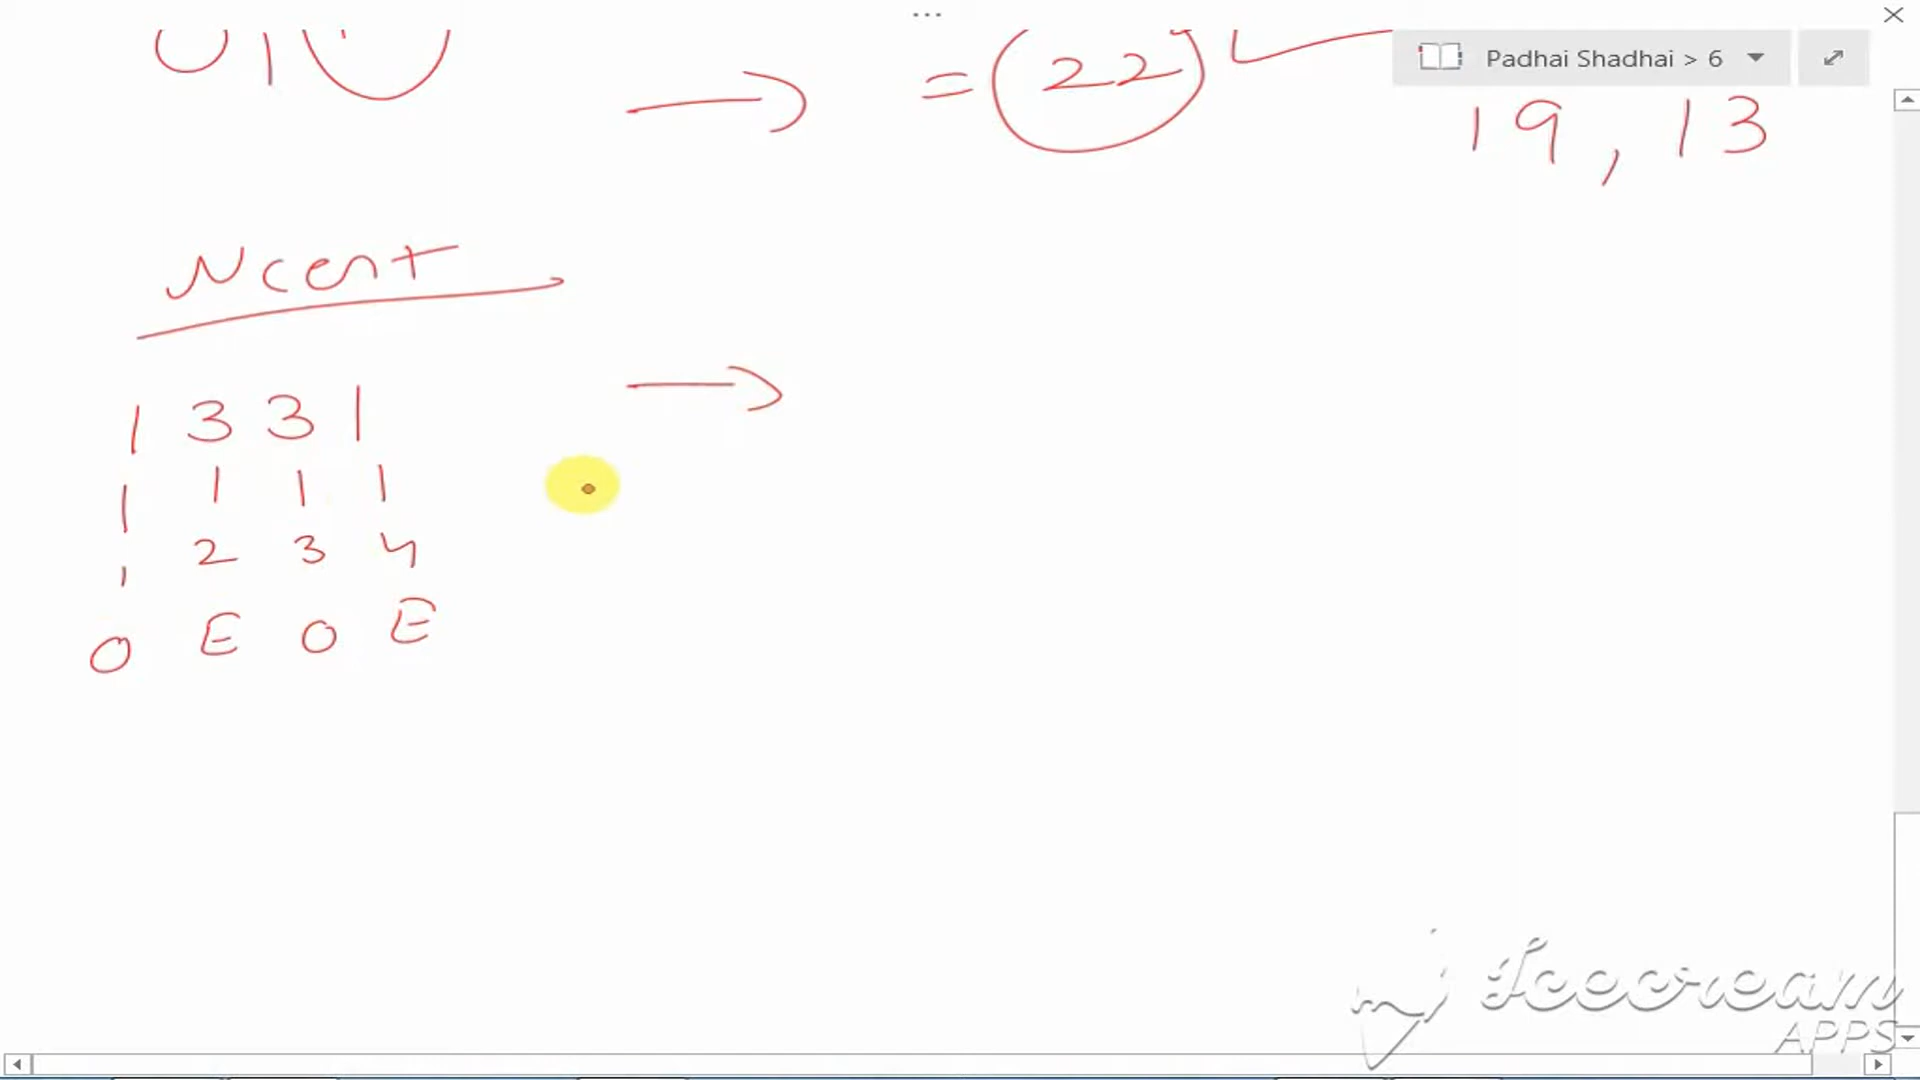 = (22)
Padhai Shadhai > 6
19, 13
Ncert
1 3 3 1
1 1 1 1
1 2 3 4
O E O E
Icecream
APPS